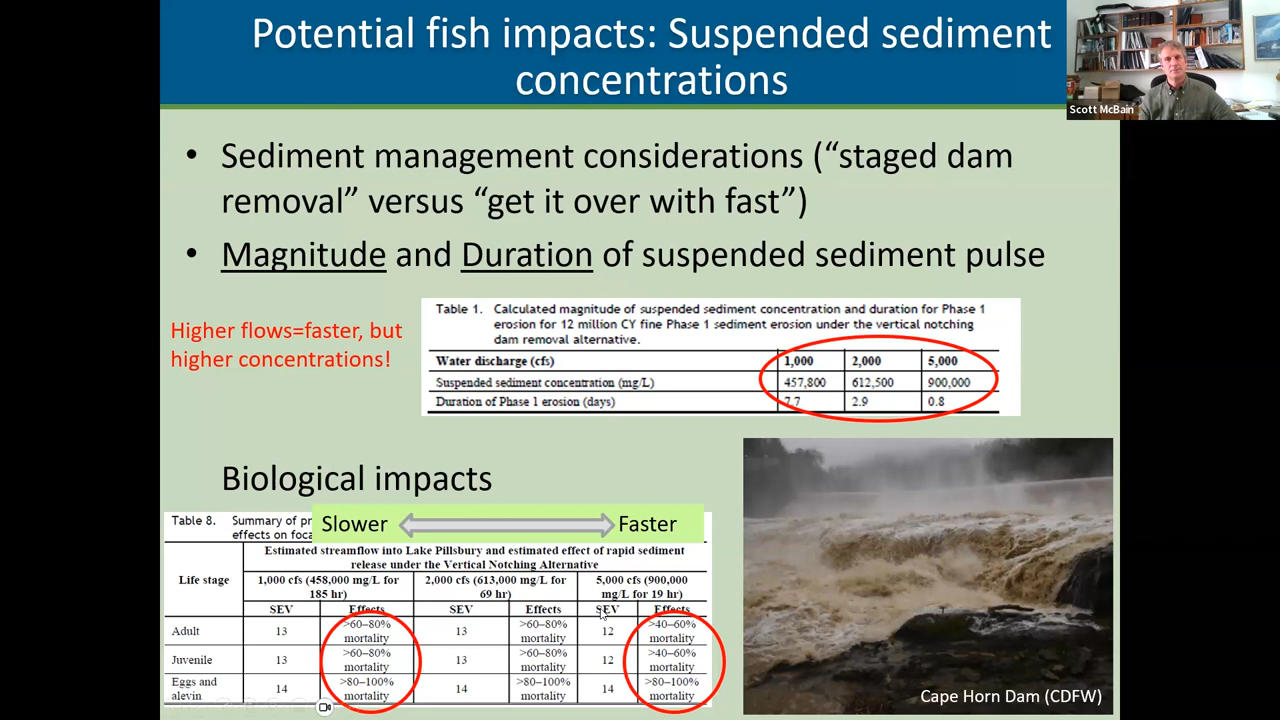 Potential fish impacts: Suspended sediment
concentrations
Scott McBain
• Sediment management considerations (“staged dam
removal” versus “get it over with fast”)
• Magnitude and Duration of suspended sediment pulse
Higher flows=faster, but
higher concentrations!
Table 1. Calculated magnitude of suspended sediment concentration and duration for Phase 1
erosion for 12 million CY fine Phase 1 sediment erosion under the vertical notching
dam removal alternative.
Water discharge (cfs) 1,000 2,000 5,000
Suspended sediment concentration (mg/L) 457,800 612,500 900,000
Duration of Phase 1 erosion (days) 7.7 2.9 0.8
Biological impacts
Table 8. Summary of pr
effects on foca
Slower Faster
Estimated streamflow into Lake Pillsbury and estimated effect of rapid sediment
release under the Vertical Notching Alternative
Life stage
1,000 cfs (458,000 mg/L for
185 hr)
2,000 cfs (613,000 mg/L for
69 hr)
5,000 cfs (900,000
mg/L for 19 hr)
SEV Effects SEV Effects SEV Effects
Adult 13 >60–80% mortality 13 >60–80% mortality 12 >40–60% mortality
Juvenile 13 >60–80% mortality 13 >60–80% mortality 12 >40–60% mortality
Eggs and alevin 14 >80–100% mortality 14 >80–100% mortality 14 >80–100% mortality
Cape Horn Dam (CDFW)